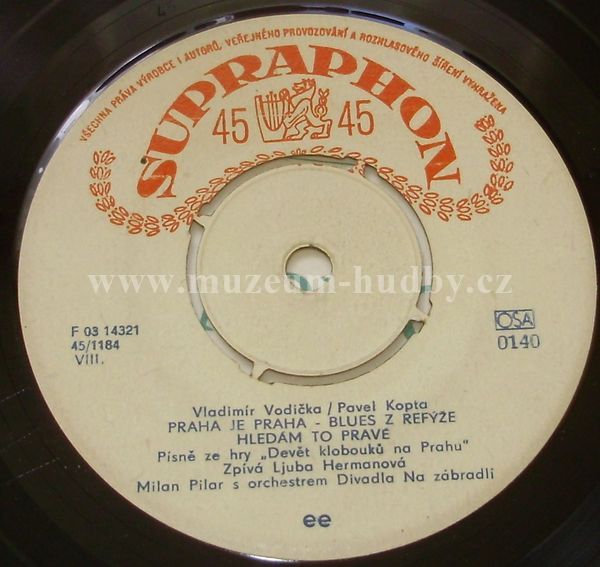 VŠECHNA PRÁVA VÝROBCE I AUTORŮ, VEŘEJNÉHO PROVOZOVÁNÍ A ROZHLASOVÉHO ŠÍŘENÍ VYHRAŽENA
SUPRAPHON
45 45
www.muzeum-hudby.cz
F 03 14321
45/1184
VIII.
OSA
0140
Vladimír Vodička / Pavel Kopta
PRAHA JE PRAHA - BLUES Z REFÝŽE
HLEDÁM TO PRAVÉ
Písně ze hry „Devět klobouků na Prahu"
Zpívá Ljuba Hermanová
Milan Pilar s orchestrem Divadla Na zábradlí
ee